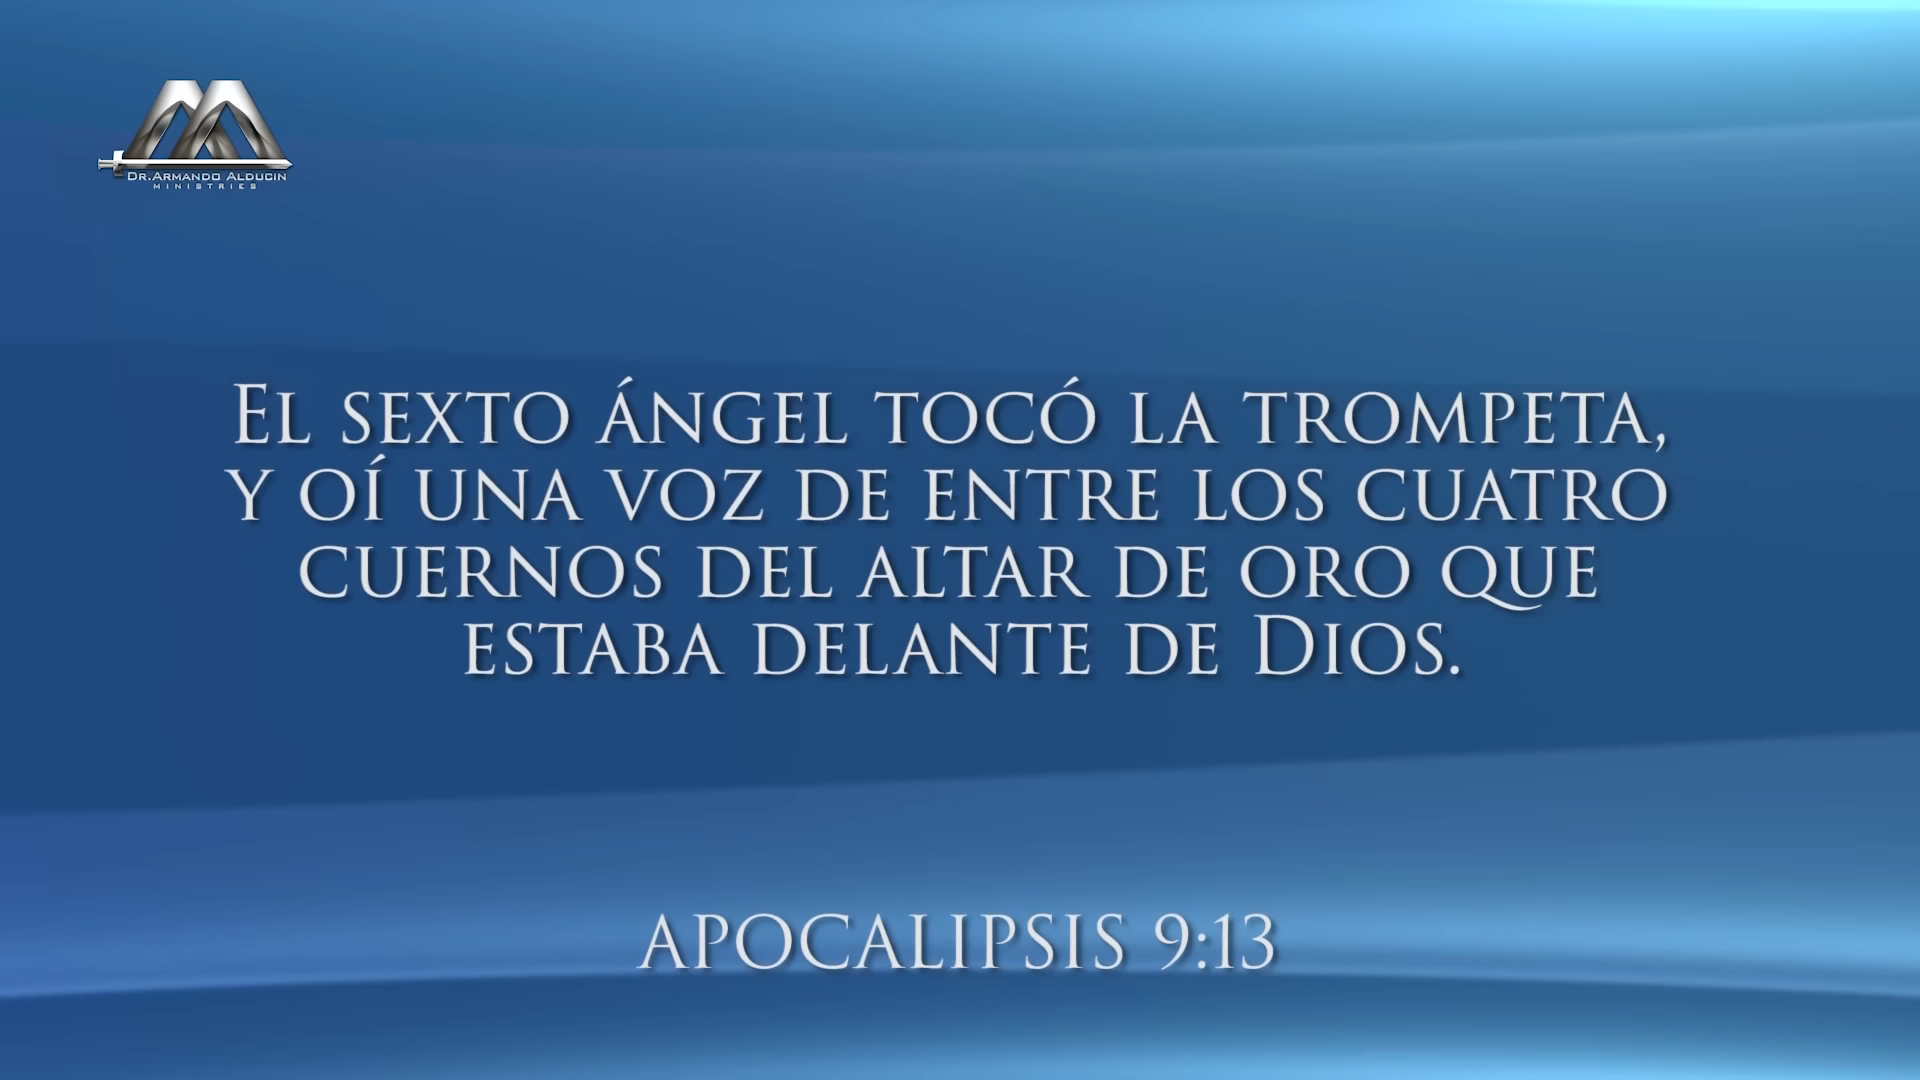 Dr. Armando Alducin
MINISTRIES
El sexto ángel tocó la trompeta,
y oí una voz de entre los cuatro
cuernos del altar de oro que
estaba delante de Dios.
APOCALIPSIS 9:13